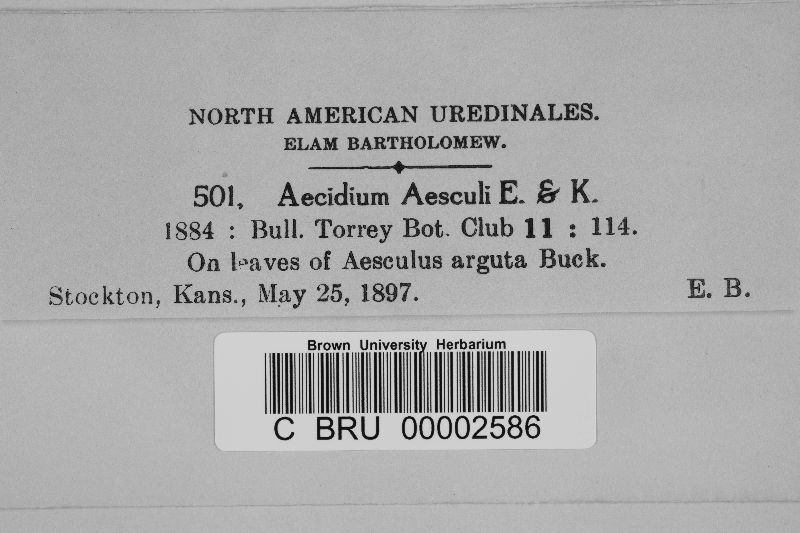 NORTH AMERICAN UREDINALES.
ELAM BARTHOLOMEW.
501. Aecidium Aesculi E. & K.
1884 : Bull. Torrey Bot. Club 11 : 114.
On leaves of Aesculus arguta Buck.
Stockton, Kans., May 25, 1897. E. B.
Brown University Herbarium
C BRU 00002586